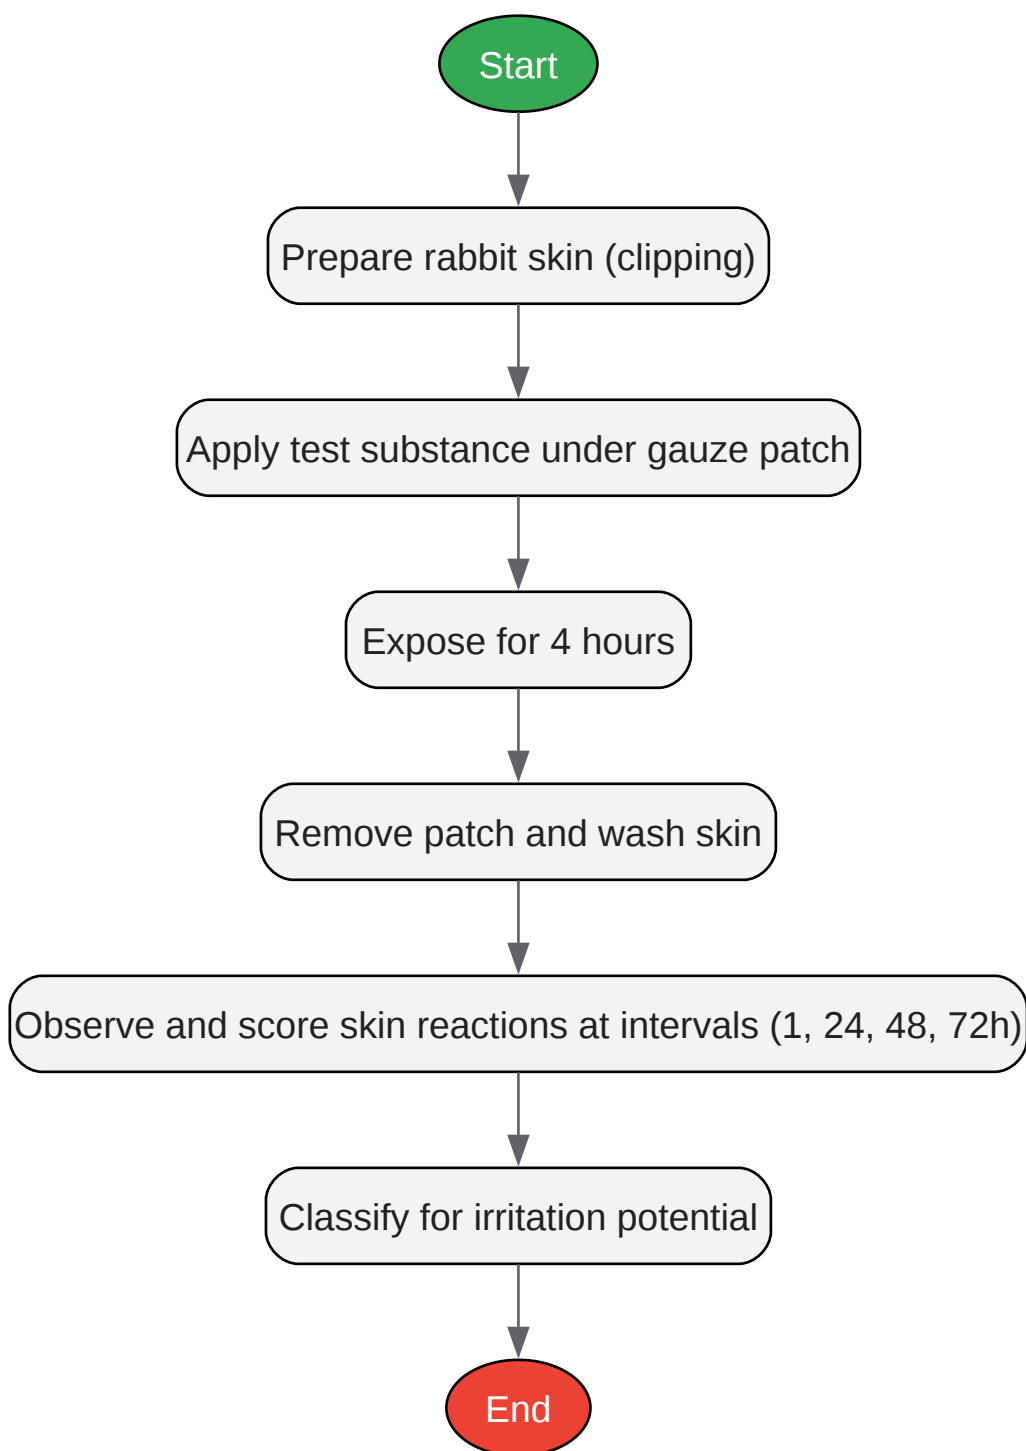 Start
Prepare rabbit skin (clipping)
Apply test substance under gauze patch
Expose for 4 hours
Remove patch and wash skin
Observe and score skin reactions at intervals (1, 24, 48, 72h)
Classify for irritation potential
End